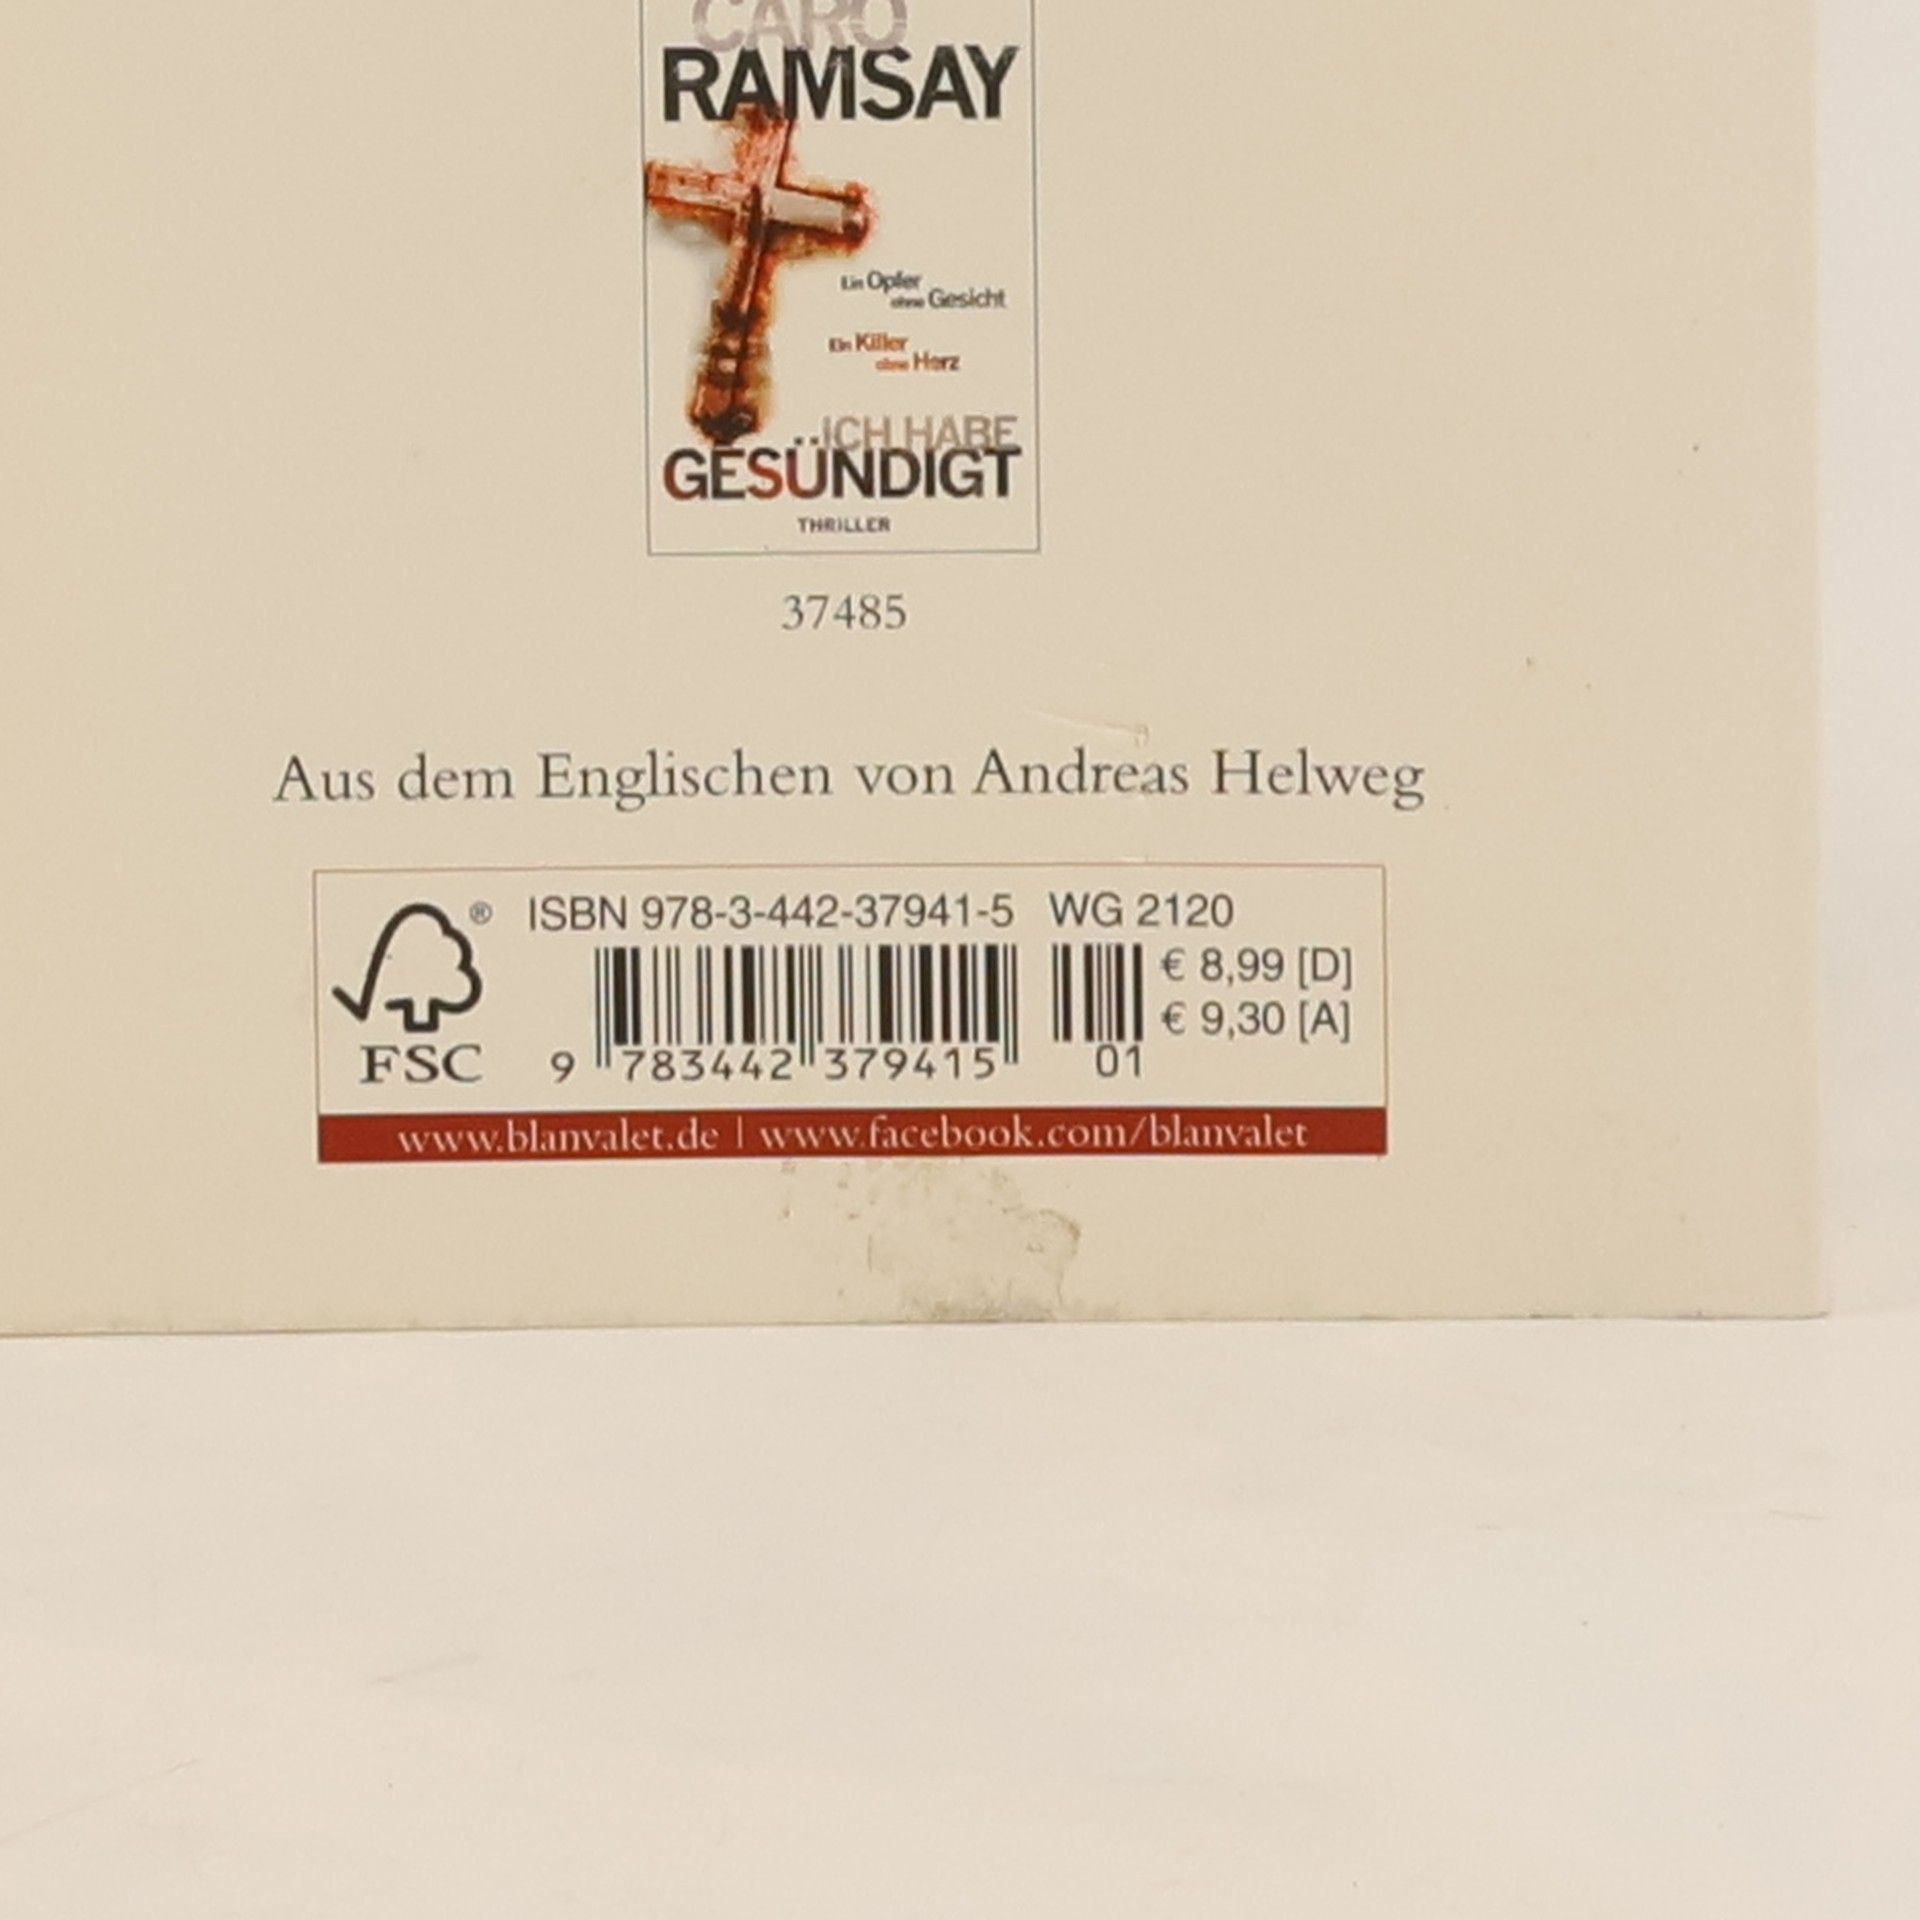 CARO
RAMSAY
Ein Opfer
ohne Gesicht
Ein Killer
ohne Herz
ICH HABE
GESÜNDIGT
THRILLER
37485
Aus dem Englischen von Andreas Helweg
® ISBN 978-3-442-37941-5 WG 2120
€ 8,99 [D]
€ 9,30 [A]
FSC 9 783442 379415 01
www.blanvalet.de | www.facebook.com/blanvalet